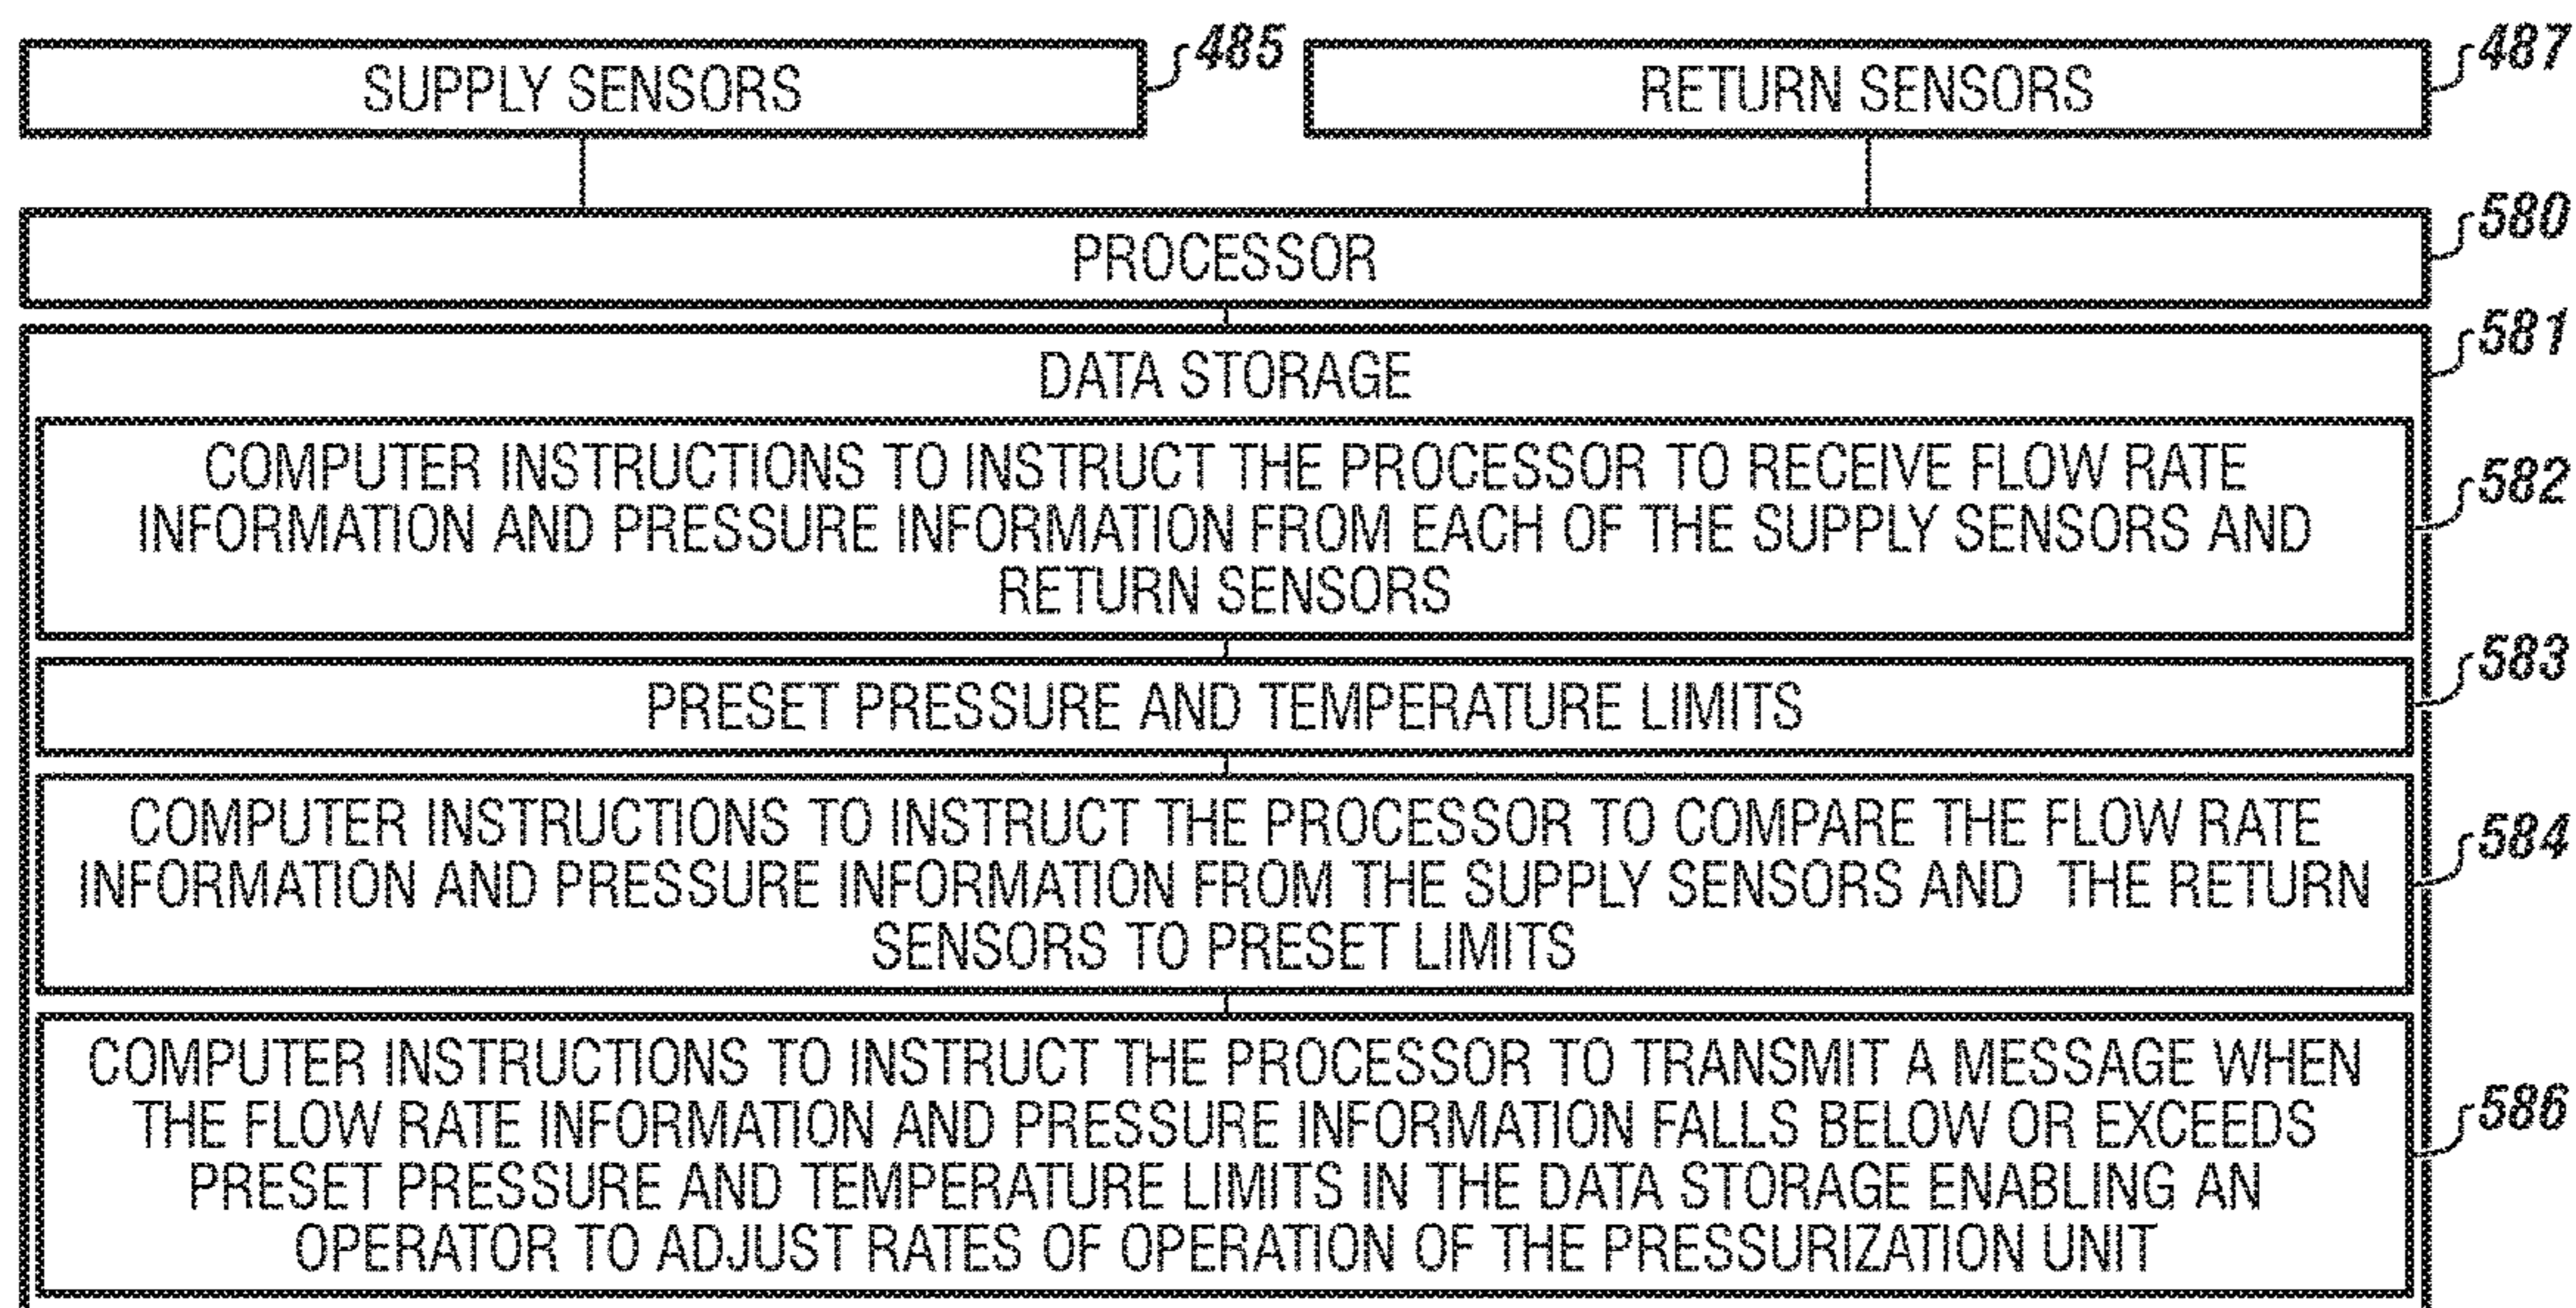 SUPPLY SENSORS
485
RETURN SENSORS
487
PROCESSOR
580
DATA STORAGE
581
COMPUTER INSTRUCTIONS TO INSTRUCT THE PROCESSOR TO RECEIVE FLOW RATE
INFORMATION AND PRESSURE INFORMATION FROM EACH OF THE SUPPLY SENSORS AND
RETURN SENSORS
582
PRESET PRESSURE AND TEMPERATURE LIMITS
583
COMPUTER INSTRUCTIONS TO INSTRUCT THE PROCESSOR TO COMPARE THE FLOW RATE
INFORMATION AND PRESSURE INFORMATION FROM THE SUPPLY SENSORS AND THE RETURN
SENSORS TO PRESET LIMITS
584
COMPUTER INSTRUCTIONS TO INSTRUCT THE PROCESSOR TO TRANSMIT A MESSAGE WHEN
THE FLOW RATE INFORMATION AND PRESSURE INFORMATION FALLS BELOW OR EXCEEDS
PRESET PRESSURE AND TEMPERATURE LIMITS IN THE DATA STORAGE ENABLING AN
OPERATOR TO ADJUST RATES OF OPERATION OF THE PRESSURIZATION UNIT
586